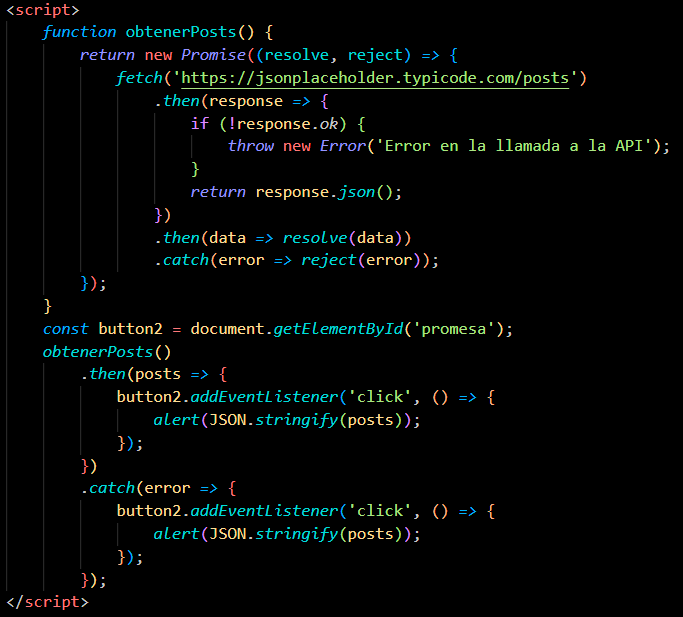 <script>
function obtenerPosts() {
return new Promise((resolve, reject) => {
fetch('https://jsonplaceholder.typicode.com/posts')
.then(response => {
if (!response.ok) {
throw new Error('Error en la llamada a la API');
}
return response.json();
})
.then(data => resolve(data))
.catch(error => reject(error));
});
}
const button2 = document.getElementById('promesa');
obtenerPosts()
.then(posts => {
button2.addEventListener('click', () => {
alert(JSON.stringify(posts));
});
})
.catch(error => {
button2.addEventListener('click', () => {
alert(JSON.stringify(posts));
});
});
</script>